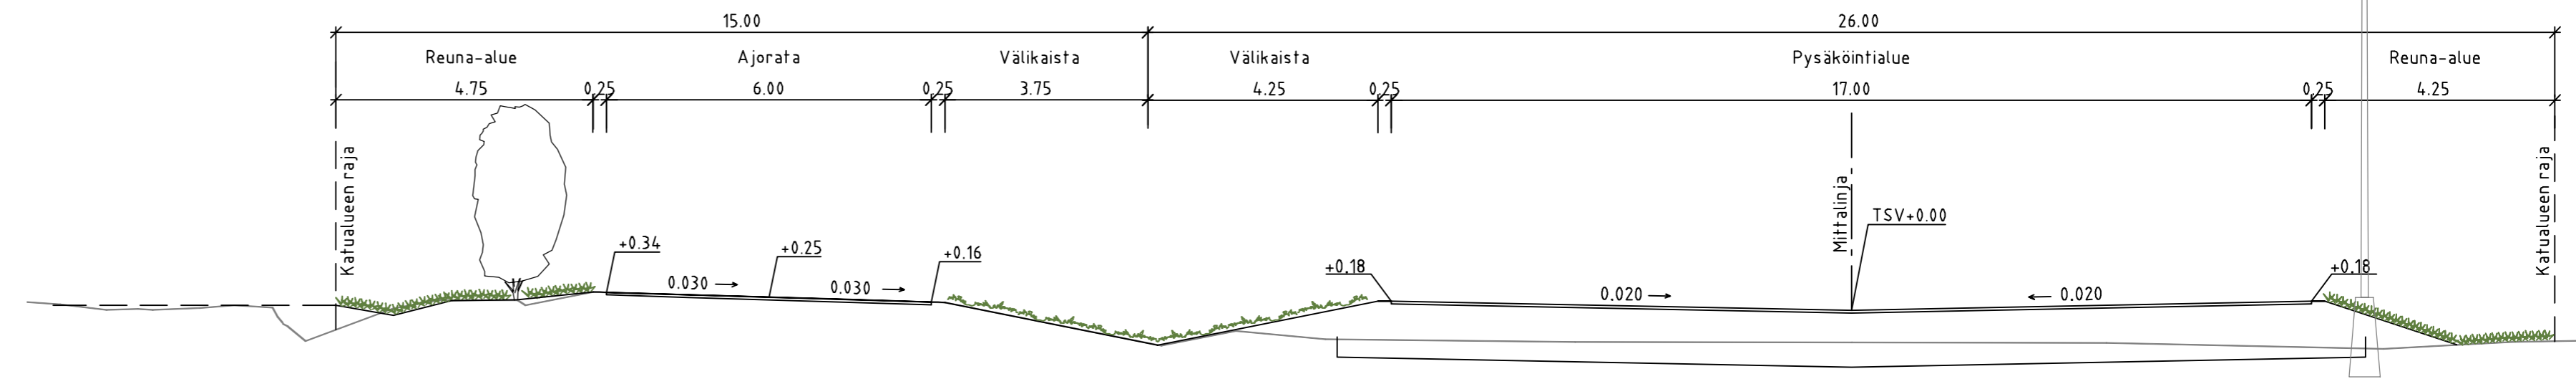 15.00 26.00
Reuna-alue Ajorata Välikaista Välikaista Pysäköintialue Reuna-alue
4.75 0.25 6.00 0.25 3.75 4.25 0.25 17.00 0.25 4.25
Katualueen raja
Mittalinja
Katualueen raja
TSV+0.00
+0.34 +0.25 +0.16 +0.18 +0.18
0.030 0.030 0.020 0.020